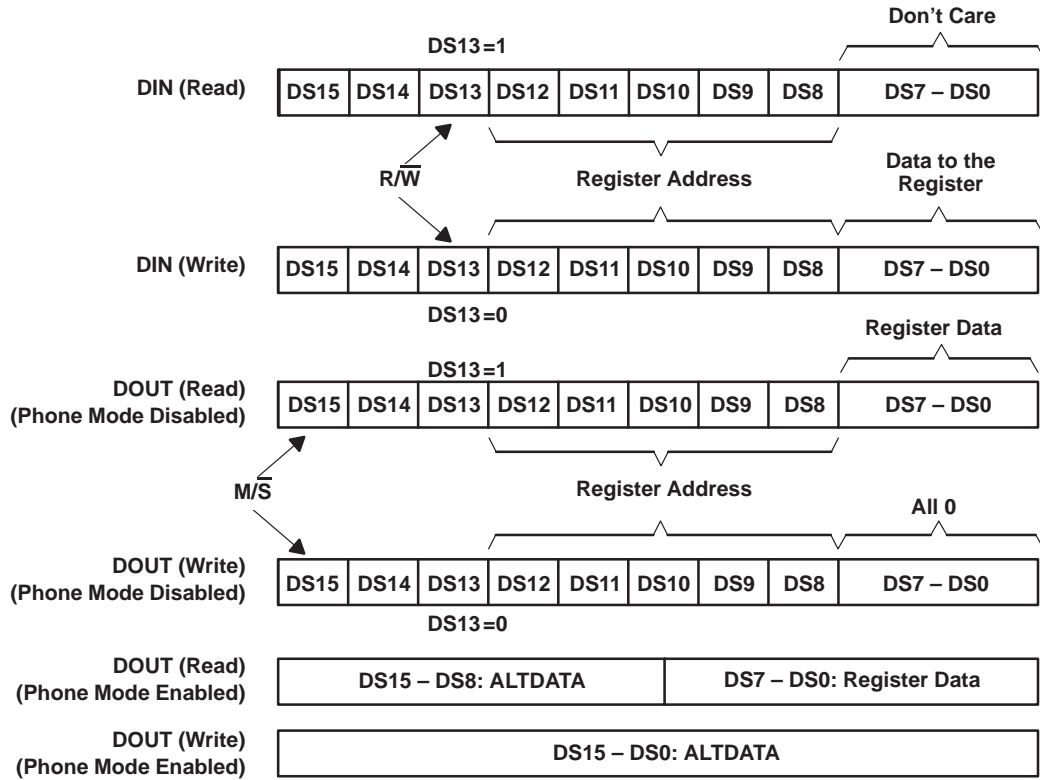 Don't Care
DS13=1
DIN (Read) DS15 DS14 DS13 DS12 DS11 DS10 DS9 DS8 DS7 – DS0
R/W̅ Register Address Data to the
Register
DIN (Write) DS15 DS14 DS13 DS12 DS11 DS10 DS9 DS8 DS7 – DS0
DS13=0
Register Data
DS13=1
DOUT (Read)
(Phone Mode Disabled) DS15 DS14 DS13 DS12 DS11 DS10 DS9 DS8 DS7 – DS0
M/S̅ Register Address
All 0
DOUT (Write)
(Phone Mode Disabled) DS15 DS14 DS13 DS12 DS11 DS10 DS9 DS8 DS7 – DS0
DS13=0
DOUT (Read)
(Phone Mode Enabled) DS15 – DS8: ALTDATA DS7 – DS0: Register Data
DOUT (Write)
(Phone Mode Enabled) DS15 – DS0: ALTDATA